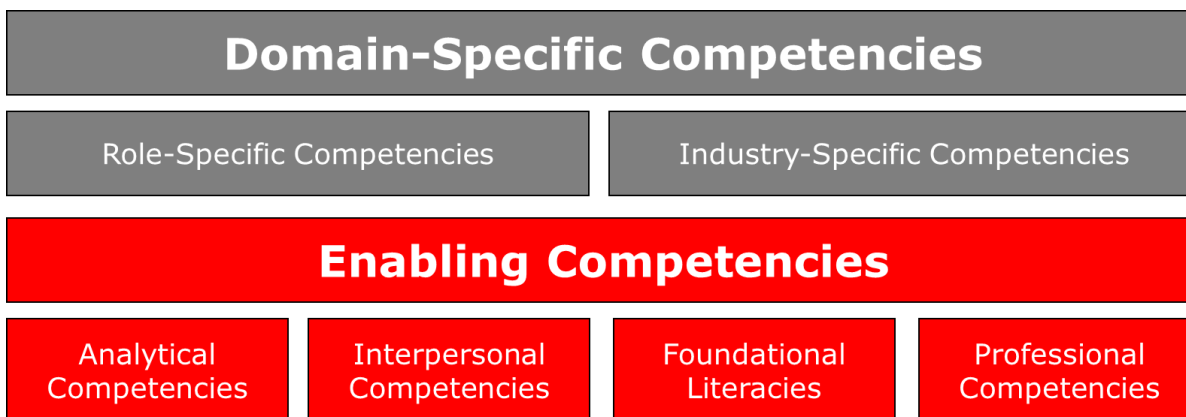 Domain-Specific Competencies
Role-Specific Competencies
Industry-Specific Competencies
Enabling Competencies
Analytical
Competencies
Interpersonal
Competencies
Foundational
Literacies
Professional
Competencies